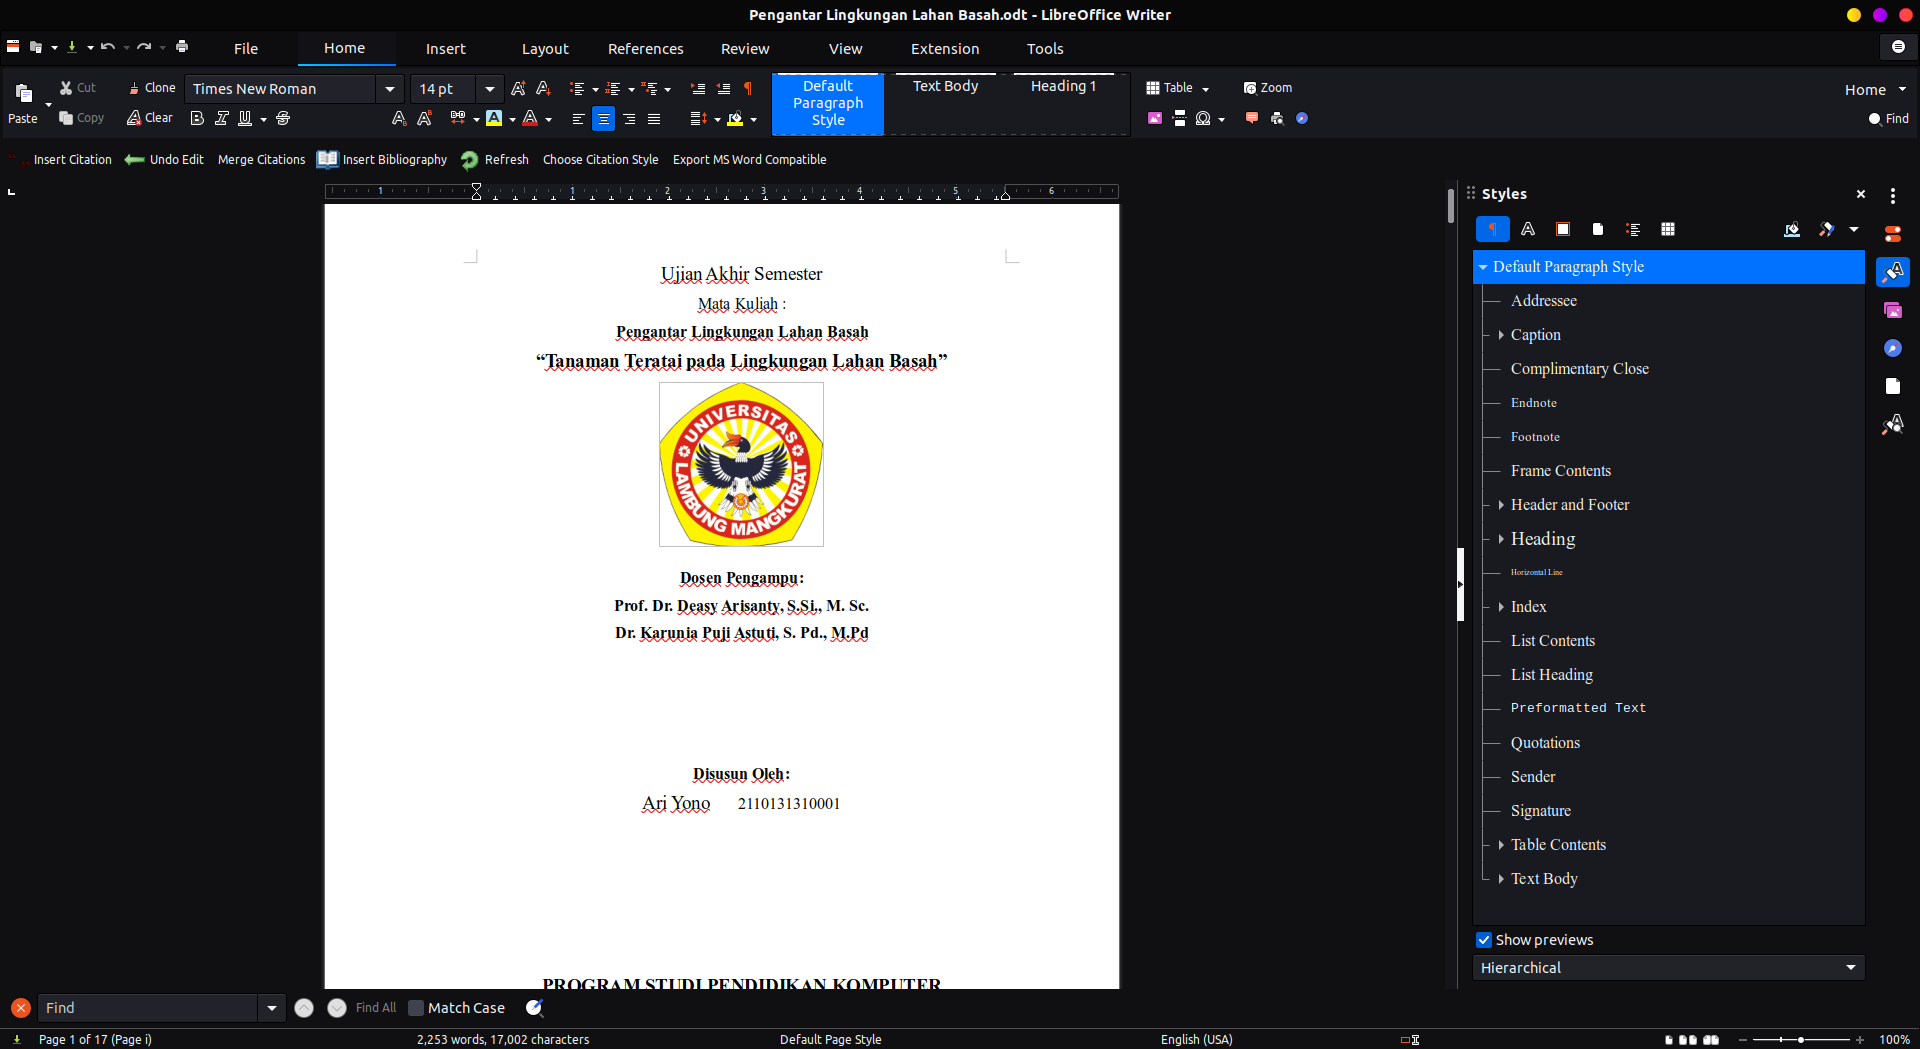 Pengantar Lingkungan Lahan Basah.odt - LibreOffice Writer
File Home Insert Layout References Review View Extension Tools
Paste Cut Clone Times New Roman 14 pt
Copy Clear
Default Paragraph Style Text Body Heading 1
Table Zoom Home
Find
Insert Citation Undo Edit Merge Citations Insert Bibliography Refresh Choose Citation Style Export MS Word Compatible
1 1 2 3 4 5 6
Ujian Akhir Semester
Mata Kuliah :
Pengantar Lingkungan Lahan Basah
“Tanaman Teratai pada Lingkungan Lahan Basah”
UNIVERSITAS
LAMBUNG MANGKURAT
Dosen Pengampu:
Prof. Dr. Deasy Arisanty, S.Si., M. Sc.
Dr. Karunia Puji Astuti, S. Pd., M.Pd
Disusun Oleh:
Ari Yono 2110131310001
PROGRAM STUDI PENDIDIKAN KOMPUTER
Styles
Default Paragraph Style
Addressee
Caption
Complimentary Close
Endnote
Footnote
Frame Contents
Header and Footer
Heading
Horizontal Line
Index
List Contents
List Heading
Preformatted Text
Quotations
Sender
Signature
Table Contents
Text Body
Show previews
Hierarchical
Find Find All Match Case
Page 1 of 17 (Page i) 2,253 words, 17,002 characters Default Page Style English (USA) 100%